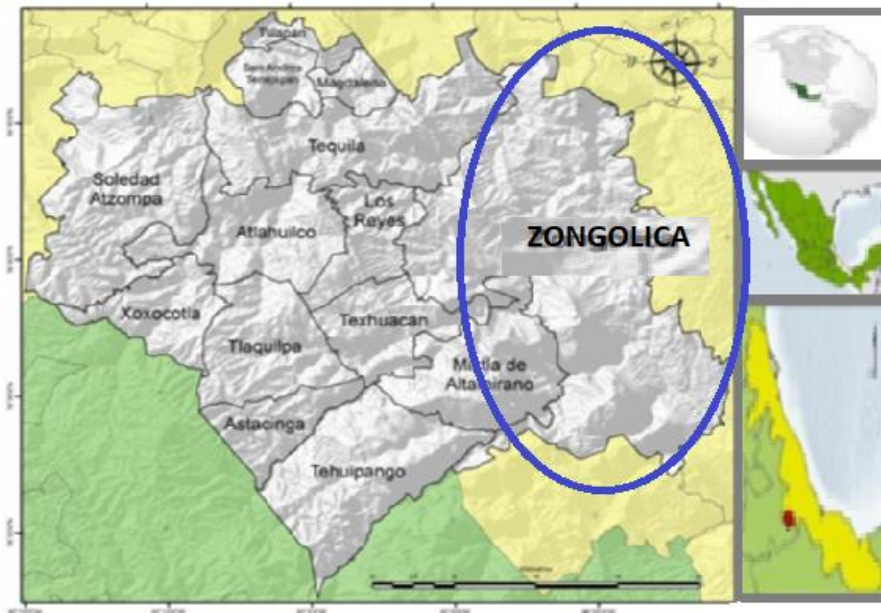 Tlilapan
San Andrés
Tenejapan
Magdalena
Tequila
Soledad
Atzompa
Los
Reyes
Atlahuilco
ZONGOLICA
Xoxocotla
Texhuacan
Tlaquilpa
Mixtla de
Altamirano
Astacinga
Tehuipango